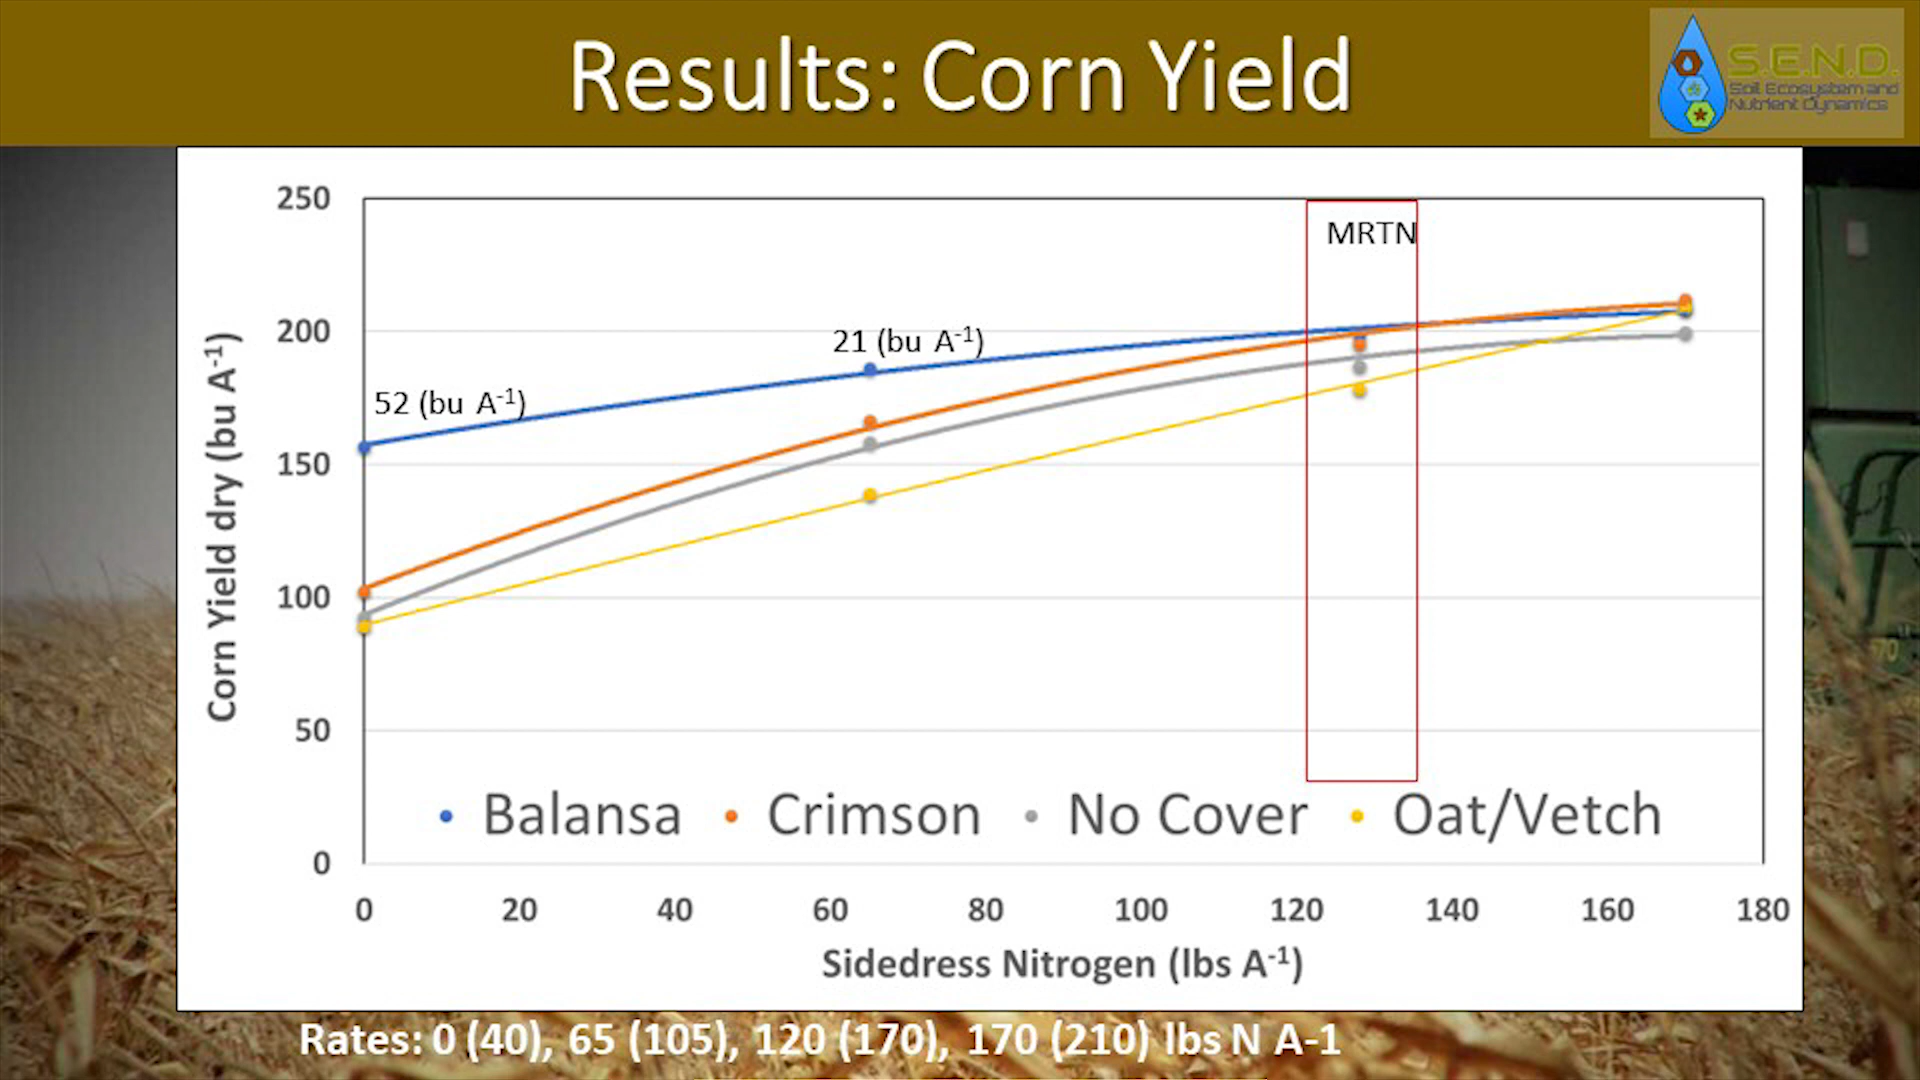 Results: Corn Yield
S.E.N.D.
Soil Ecosystem and
Nutrient Dynamics
250
200
150
100
50
0
Corn Yield dry (bu A-1)
52 (bu A-1)
21 (bu A-1)
MRTN
Balansa Crimson No Cover Oat/Vetch
0 20 40 60 80 100 120 140 160 180
Sidedress Nitrogen (lbs A-1)
70
Rates: 0 (40), 65 (105), 120 (170), 170 (210) lbs N A-1